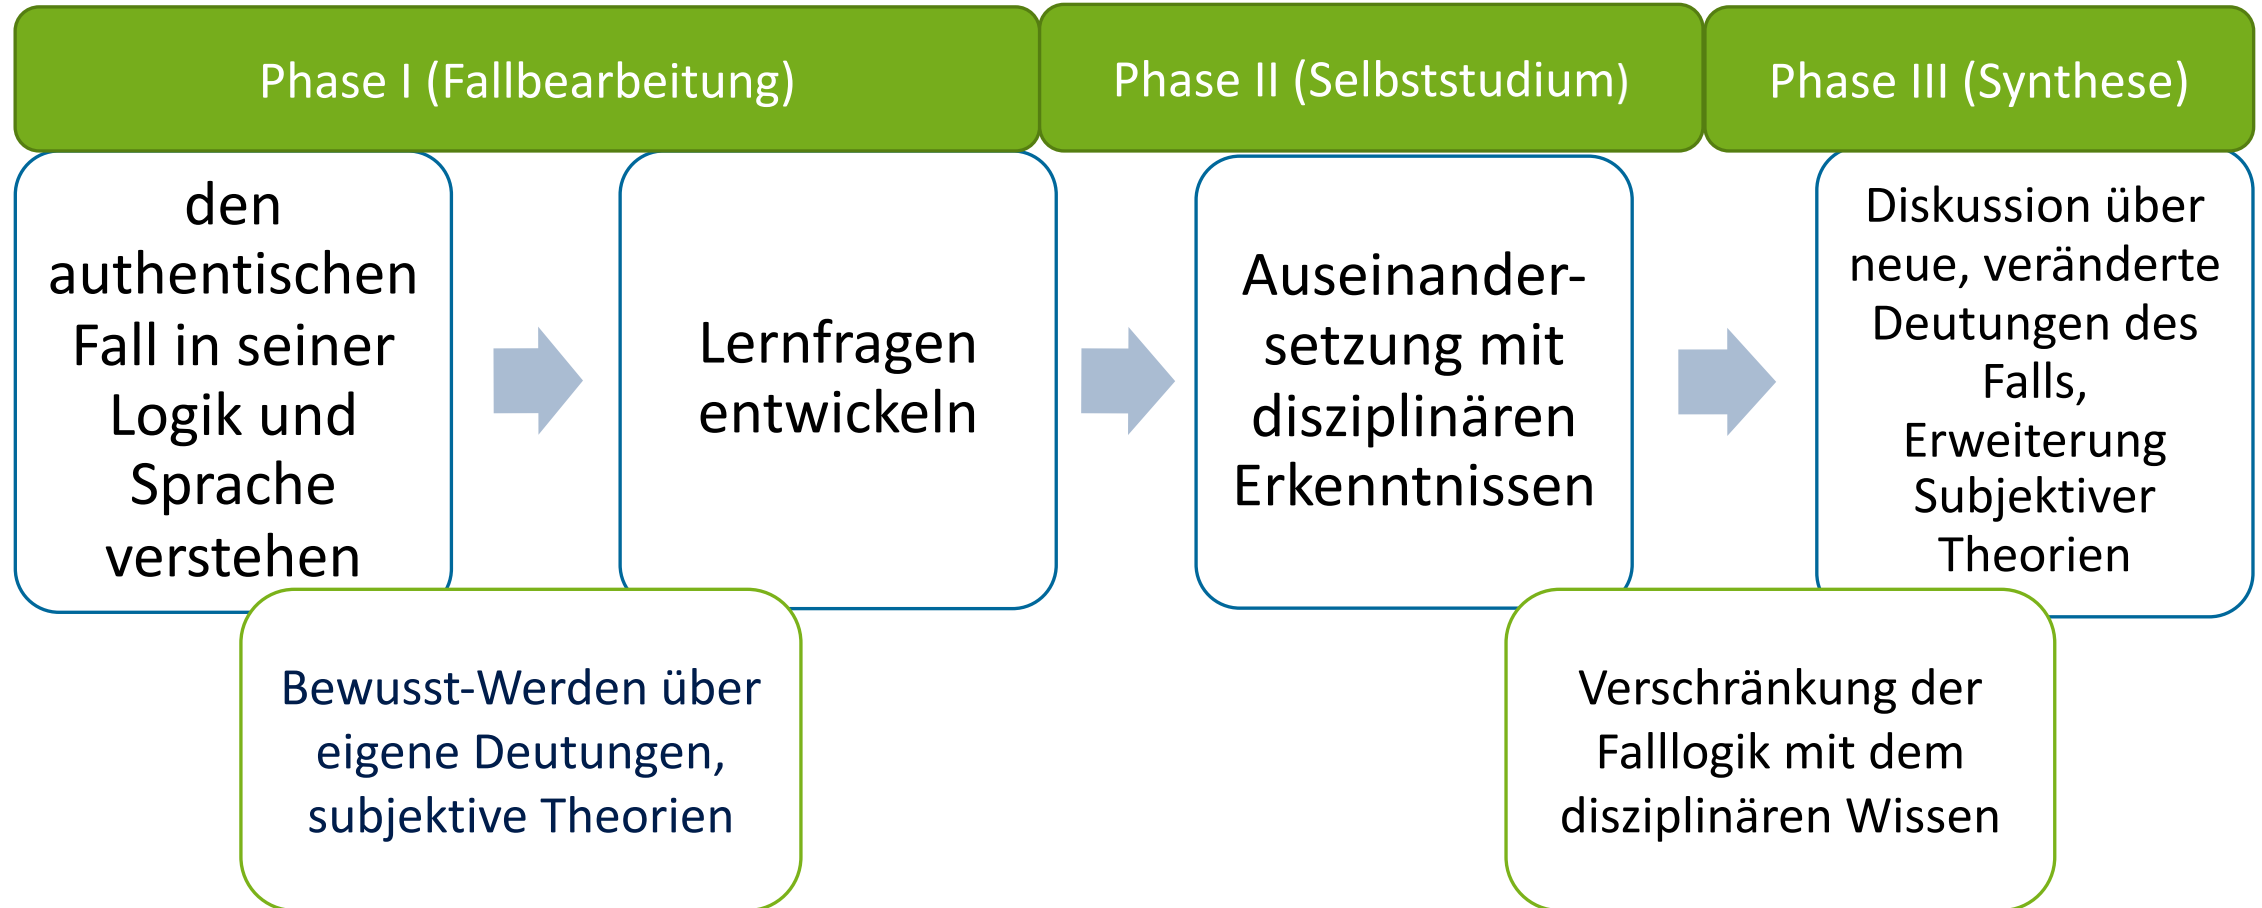 Phase I (Fallbearbeitung)
Phase II (Selbststudium)
Phase III (Synthese)
den
authentischen
Fall in seiner
Logik und
Sprache
verstehen
Lernfragen
entwickeln
Auseinander-
setzung mit
disziplinären
Erkenntnissen
Diskussion über
neue, veränderte
Deutungen des
Falls,
Erweiterung
Subjektiver
Theorien
Bewusst-Werden über
eigene Deutungen,
subjektive Theorien
Verschränkung der
Falllogik mit dem
disziplinären Wissen